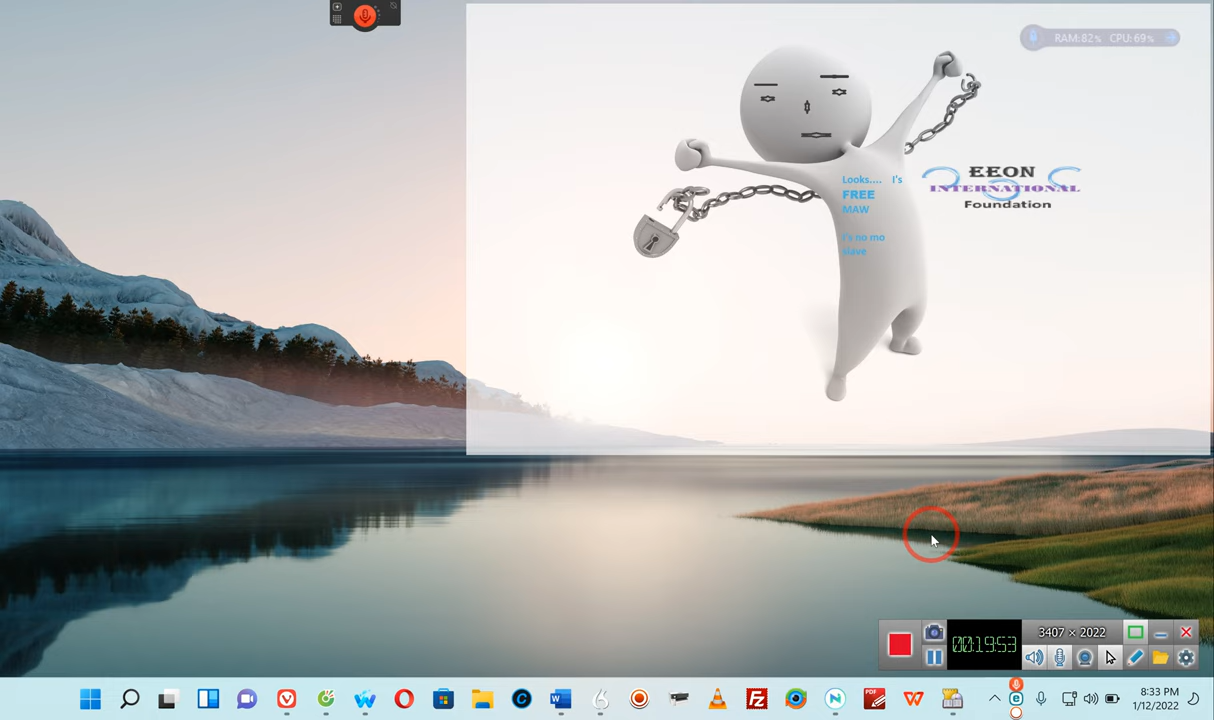 RAM:82% CPU:69%
Looks.... I's
FREE
MAW
I's no mo
slave
EEON
INTERNATIONAL
Foundation
00:19:53
3407 × 2022
8:33 PM
1/12/2022